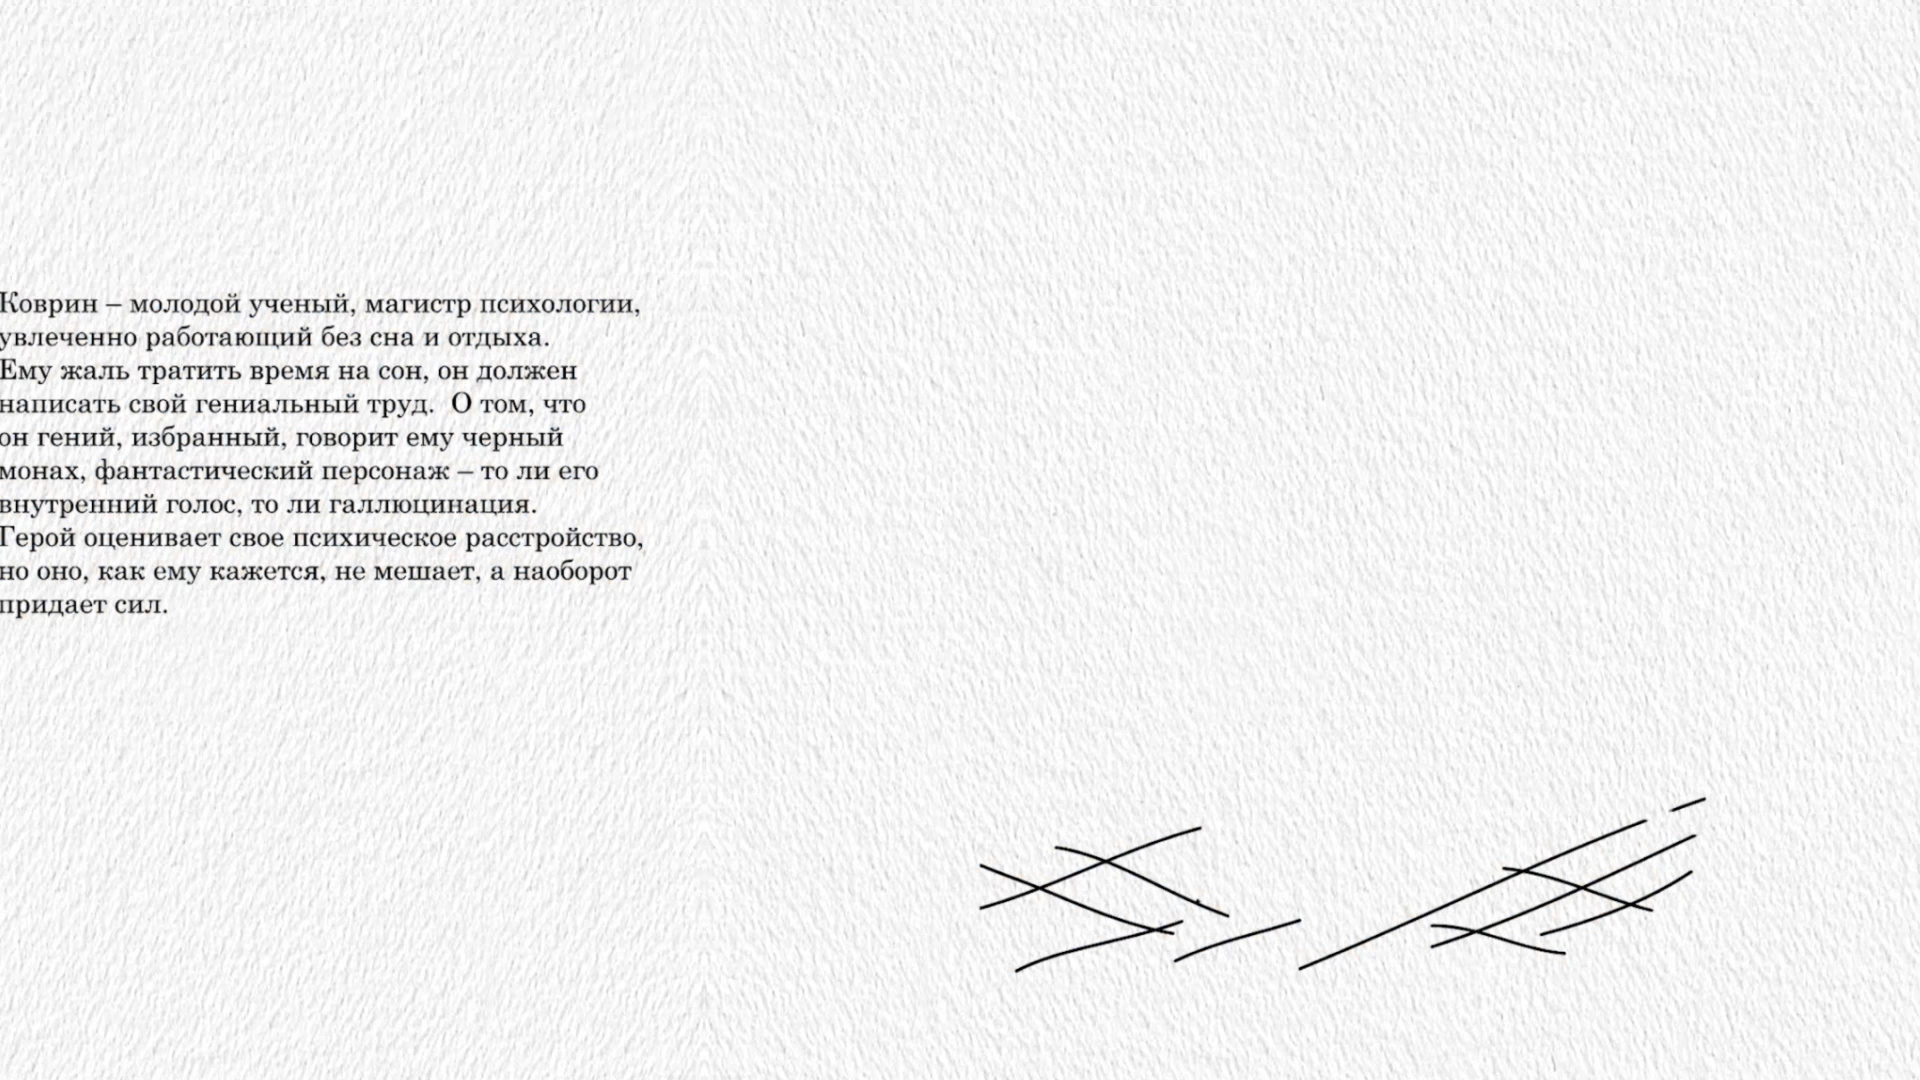 Коврин – молодой ученый, магистр психологии,
увлеченно работающий без сна и отдыха.
Ему жаль тратить время на сон, он должен
написать свой гениальный труд.  О том, что
он гений, избранный, говорит ему черный
монах, фантастический персонаж – то ли его
внутренний голос, то ли галлюцинация.
Герой оценивает свое психическое расстройство,
но оно, как ему кажется, не мешает, а наоборот
придает сил.